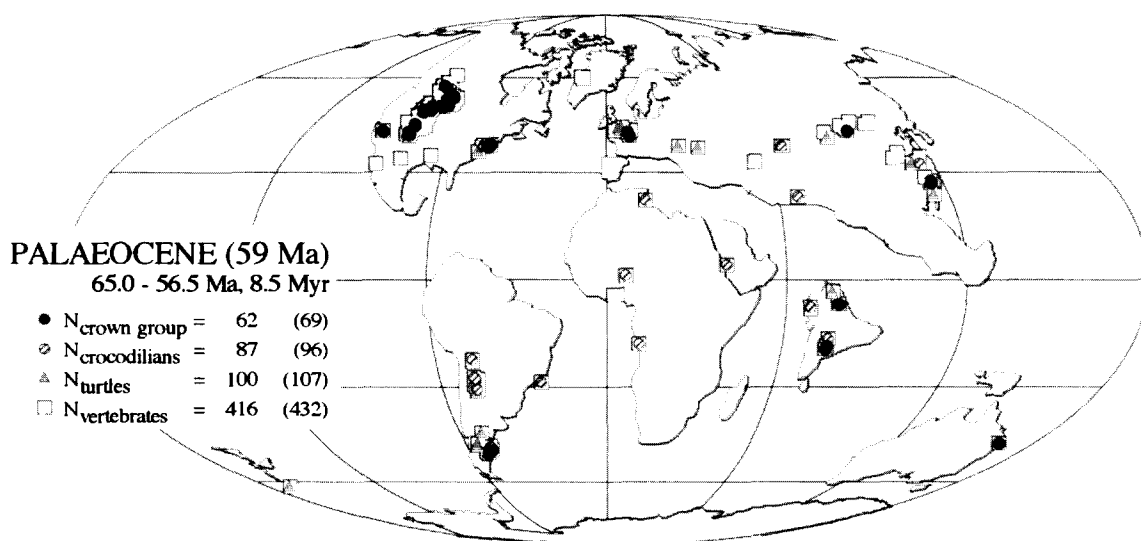 PALAEOCENE (59 Ma)
65.0 - 56.5 Ma, 8.5 Myr
N crown group = 62 (69)
N crocodilians = 87 (96)
N turtles = 100 (107)
N vertebrates = 416 (432)